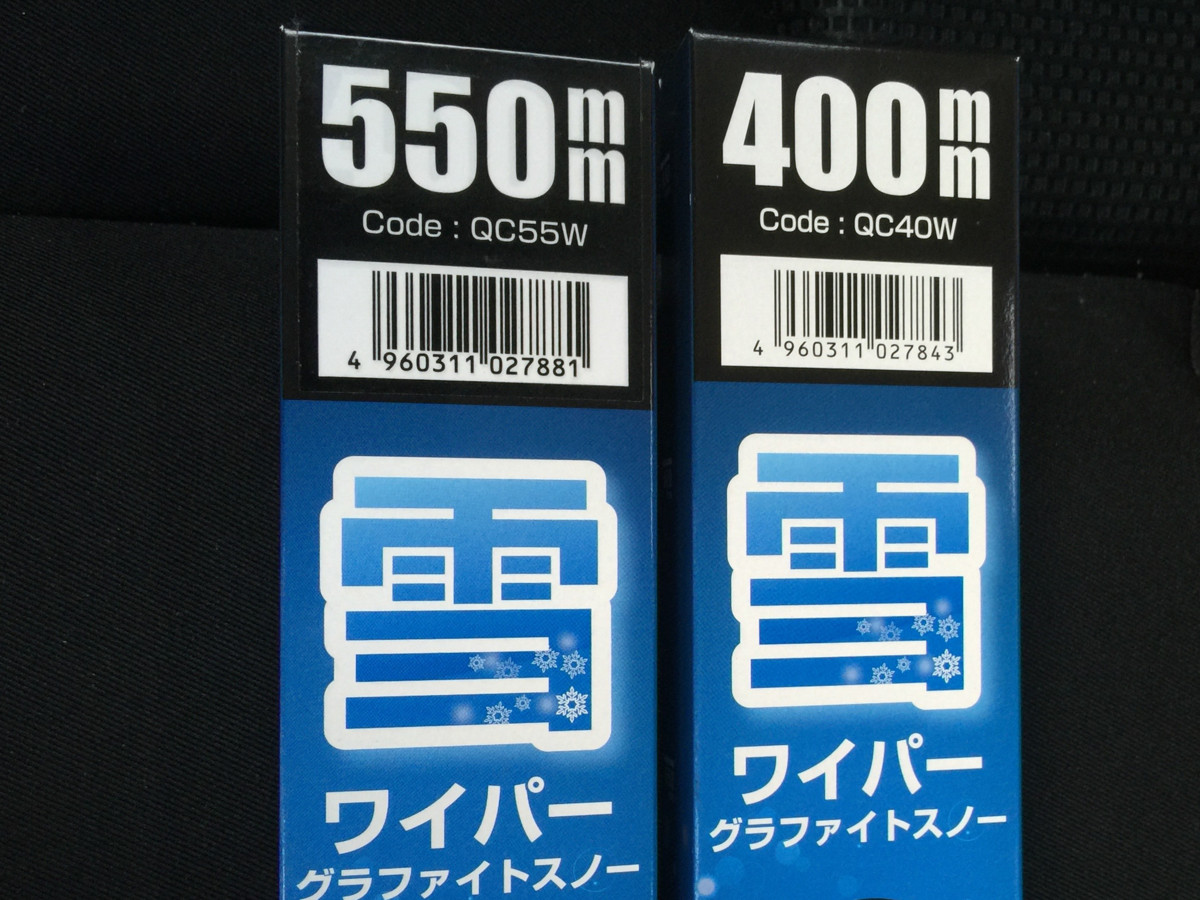 550mm
Code : QC55W
4 960311 027881
雪
ワイパー
グラファイトスノー
400mm
Code : QC40W
4 960311 027843
雪
ワイパー
グラファイトスノー